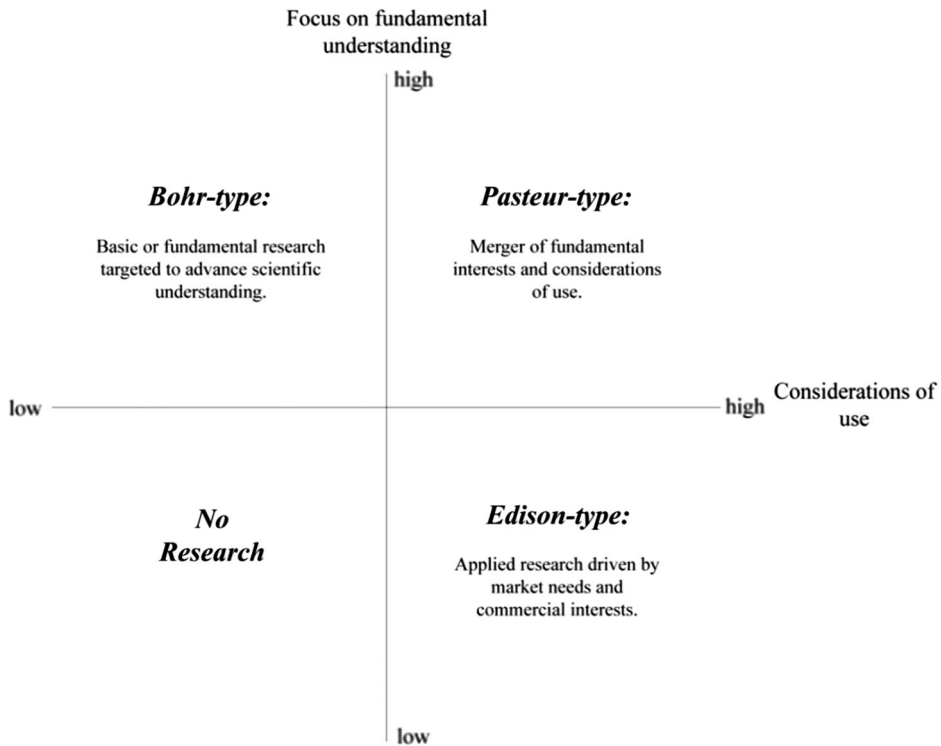 Focus on fundamental
understanding
high
Bohr-type:
Basic or fundamental research
targeted to advance scientific
understanding.
Pasteur-type:
Merger of fundamental
interests and considerations
of use.
low
high
Considerations of
use
No
Research
Edison-type:
Applied research driven by
market needs and
commercial interests.
low